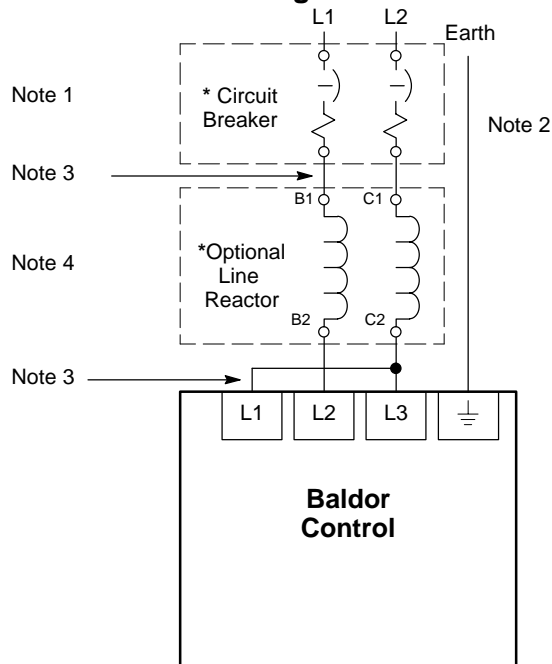 L1 L2
Earth
Note 1
* Circuit
Breaker
Note 2
Note 3
B1 C1
Note 4
*Optional
Line
Reactor
B2 C2
Note 3
L1 L2 L3
Baldor
Control